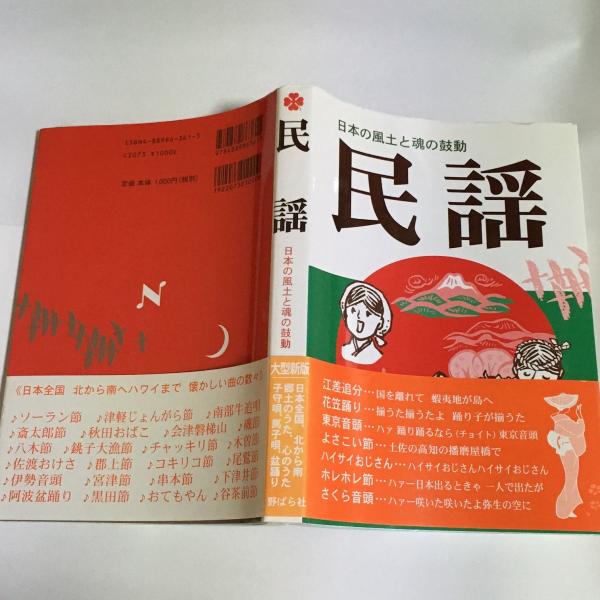 日本の風土と魂の鼓動
民謡
江差追分…国を離れて 蝦夷地が島へ
花笠踊り…揃うた揃うたよ 踊り子が揃うた
東京音頭…ハァ 踊り踊るなら(チョイト)東京音頭
よさこい節…土佐の高知の播磨屋橋で
ハイサイおじさん…ハイサイおじさんハイサイおじさん
ホレホレ節…ハァー日本出るときゃ 一人で出たが
さくら音頭…ハァー咲いた咲いたよ弥生の空に
民謡
日本の風土と魂の鼓動
大型新版
日本全国、北から南
郷土のうた、心のうた
子守唄、馬子唄、盆踊り
野ばら社
ISBN4-88986-361-3
C2073 ¥1000E
定価 本体 1,000円(税別)
《日本全国 北から南へハワイまで 懐かしい曲の数々》
♪ソーラン節 ♪津軽じょんがら節 ♪南部牛追唄
♪斎太郎節 ♪秋田おばこ ♪会津磐梯山 ♪磯節
♪八木節 ♪銚子大漁節 ♪チャッキリ節 ♪木曽節
♪佐渡おけさ ♪郡上節 ♪コキリコ節 ♪尾鷲節
♪伊勢音頭 ♪宮津節 ♪串本節 ♪下津井節
♪阿波盆踊り ♪黒田節 ♪おてもやん ♪谷茶前節